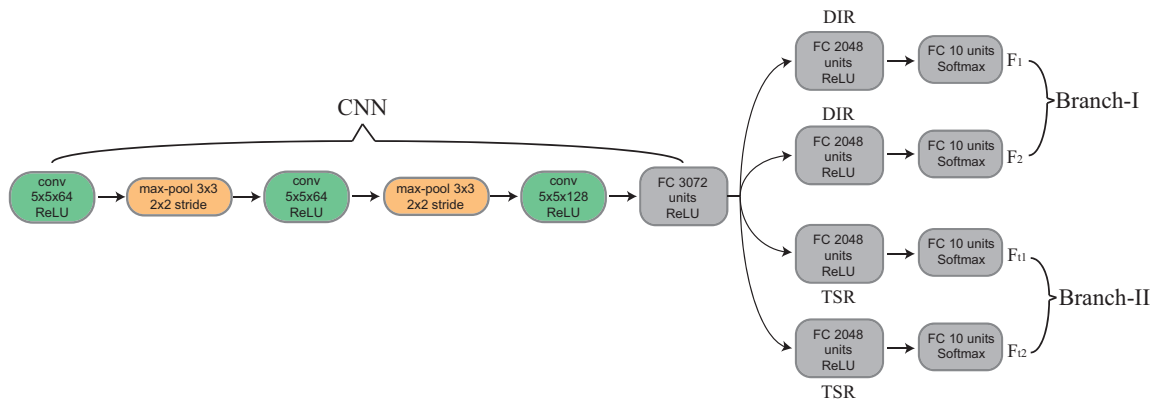 CNN
conv
5x5x64
ReLU
max-pool 3x3
2x2 stride
conv
5x5x64
ReLU
max-pool 3x3
2x2 stride
conv
5x5x128
ReLU
FC 3072
units
ReLU
DIR
FC 2048
units
ReLU
FC 10 units
Softmax
F1
DIR
FC 2048
units
ReLU
FC 10 units
Softmax
F2
Branch-I
FC 2048
units
ReLU
TSR
FC 10 units
Softmax
Ft1
FC 2048
units
ReLU
TSR
FC 10 units
Softmax
Ft2
Branch-II